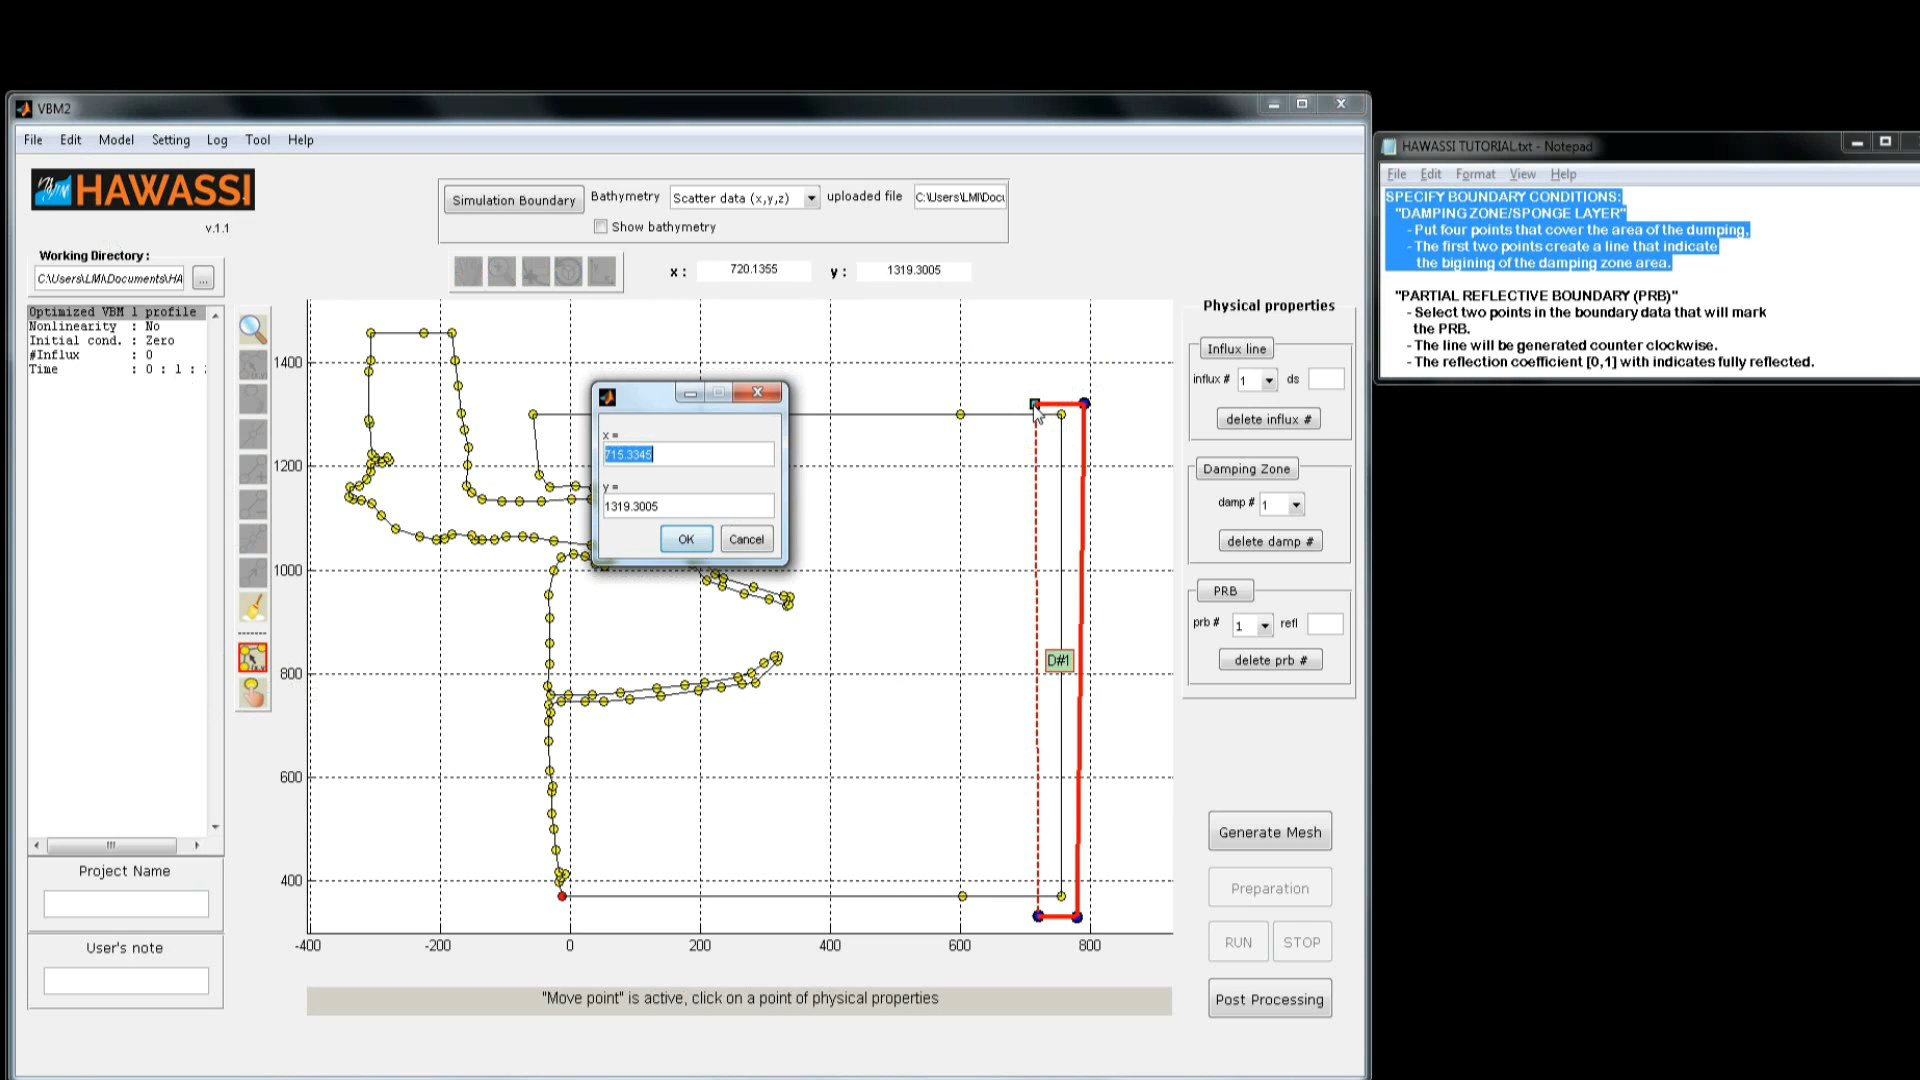 VBM2
File Edit Model Setting Log Tool Help
HAWASSI
v.1.1
Simulation Boundary
Bathymetry
Scatter data (x,y,z)
uploaded file
C:\Users\LMI\Docu
Show bathymetry
Working Directory :
C:\Users\LMI\Documents\HA
...
x :
720.1355
y :
1319.3005
Optimized VBM 1 profile
Nonlinearity : No
Initial cond. : Zero
#Influx : 0
Time : 0 : 1 :
Project Name
User's note
1400
1200
1000
800
600
400
-400
-200
0
200
400
600
800
D#1
x =
715.3345
y =
1319.3005
OK
Cancel
"Move point" is active, click on a point of physical properties
Physical properties
Influx line
influx #
1
ds
delete influx #
Damping Zone
damp #
1
delete damp #
PRB
prb #
1
refl
delete prb #
Generate Mesh
Preparation
RUN
STOP
Post Processing
HAWASSI TUTORIAL.txt - Notepad
File Edit Format View Help
SPECIFY BOUNDARY CONDITIONS:
"DAMPING ZONE/SPONGE LAYER"
- Put four points that cover the area of the dumping,
- The first two points create a line that indicate
the bigining of the damping zone area.
"PARTIAL REFLECTIVE BOUNDARY (PRB)"
- Select two points in the boundary data that will mark
the PRB.
- The line will be generated counter clockwise.
- The reflection coefficient [0,1] with indicates fully reflected.